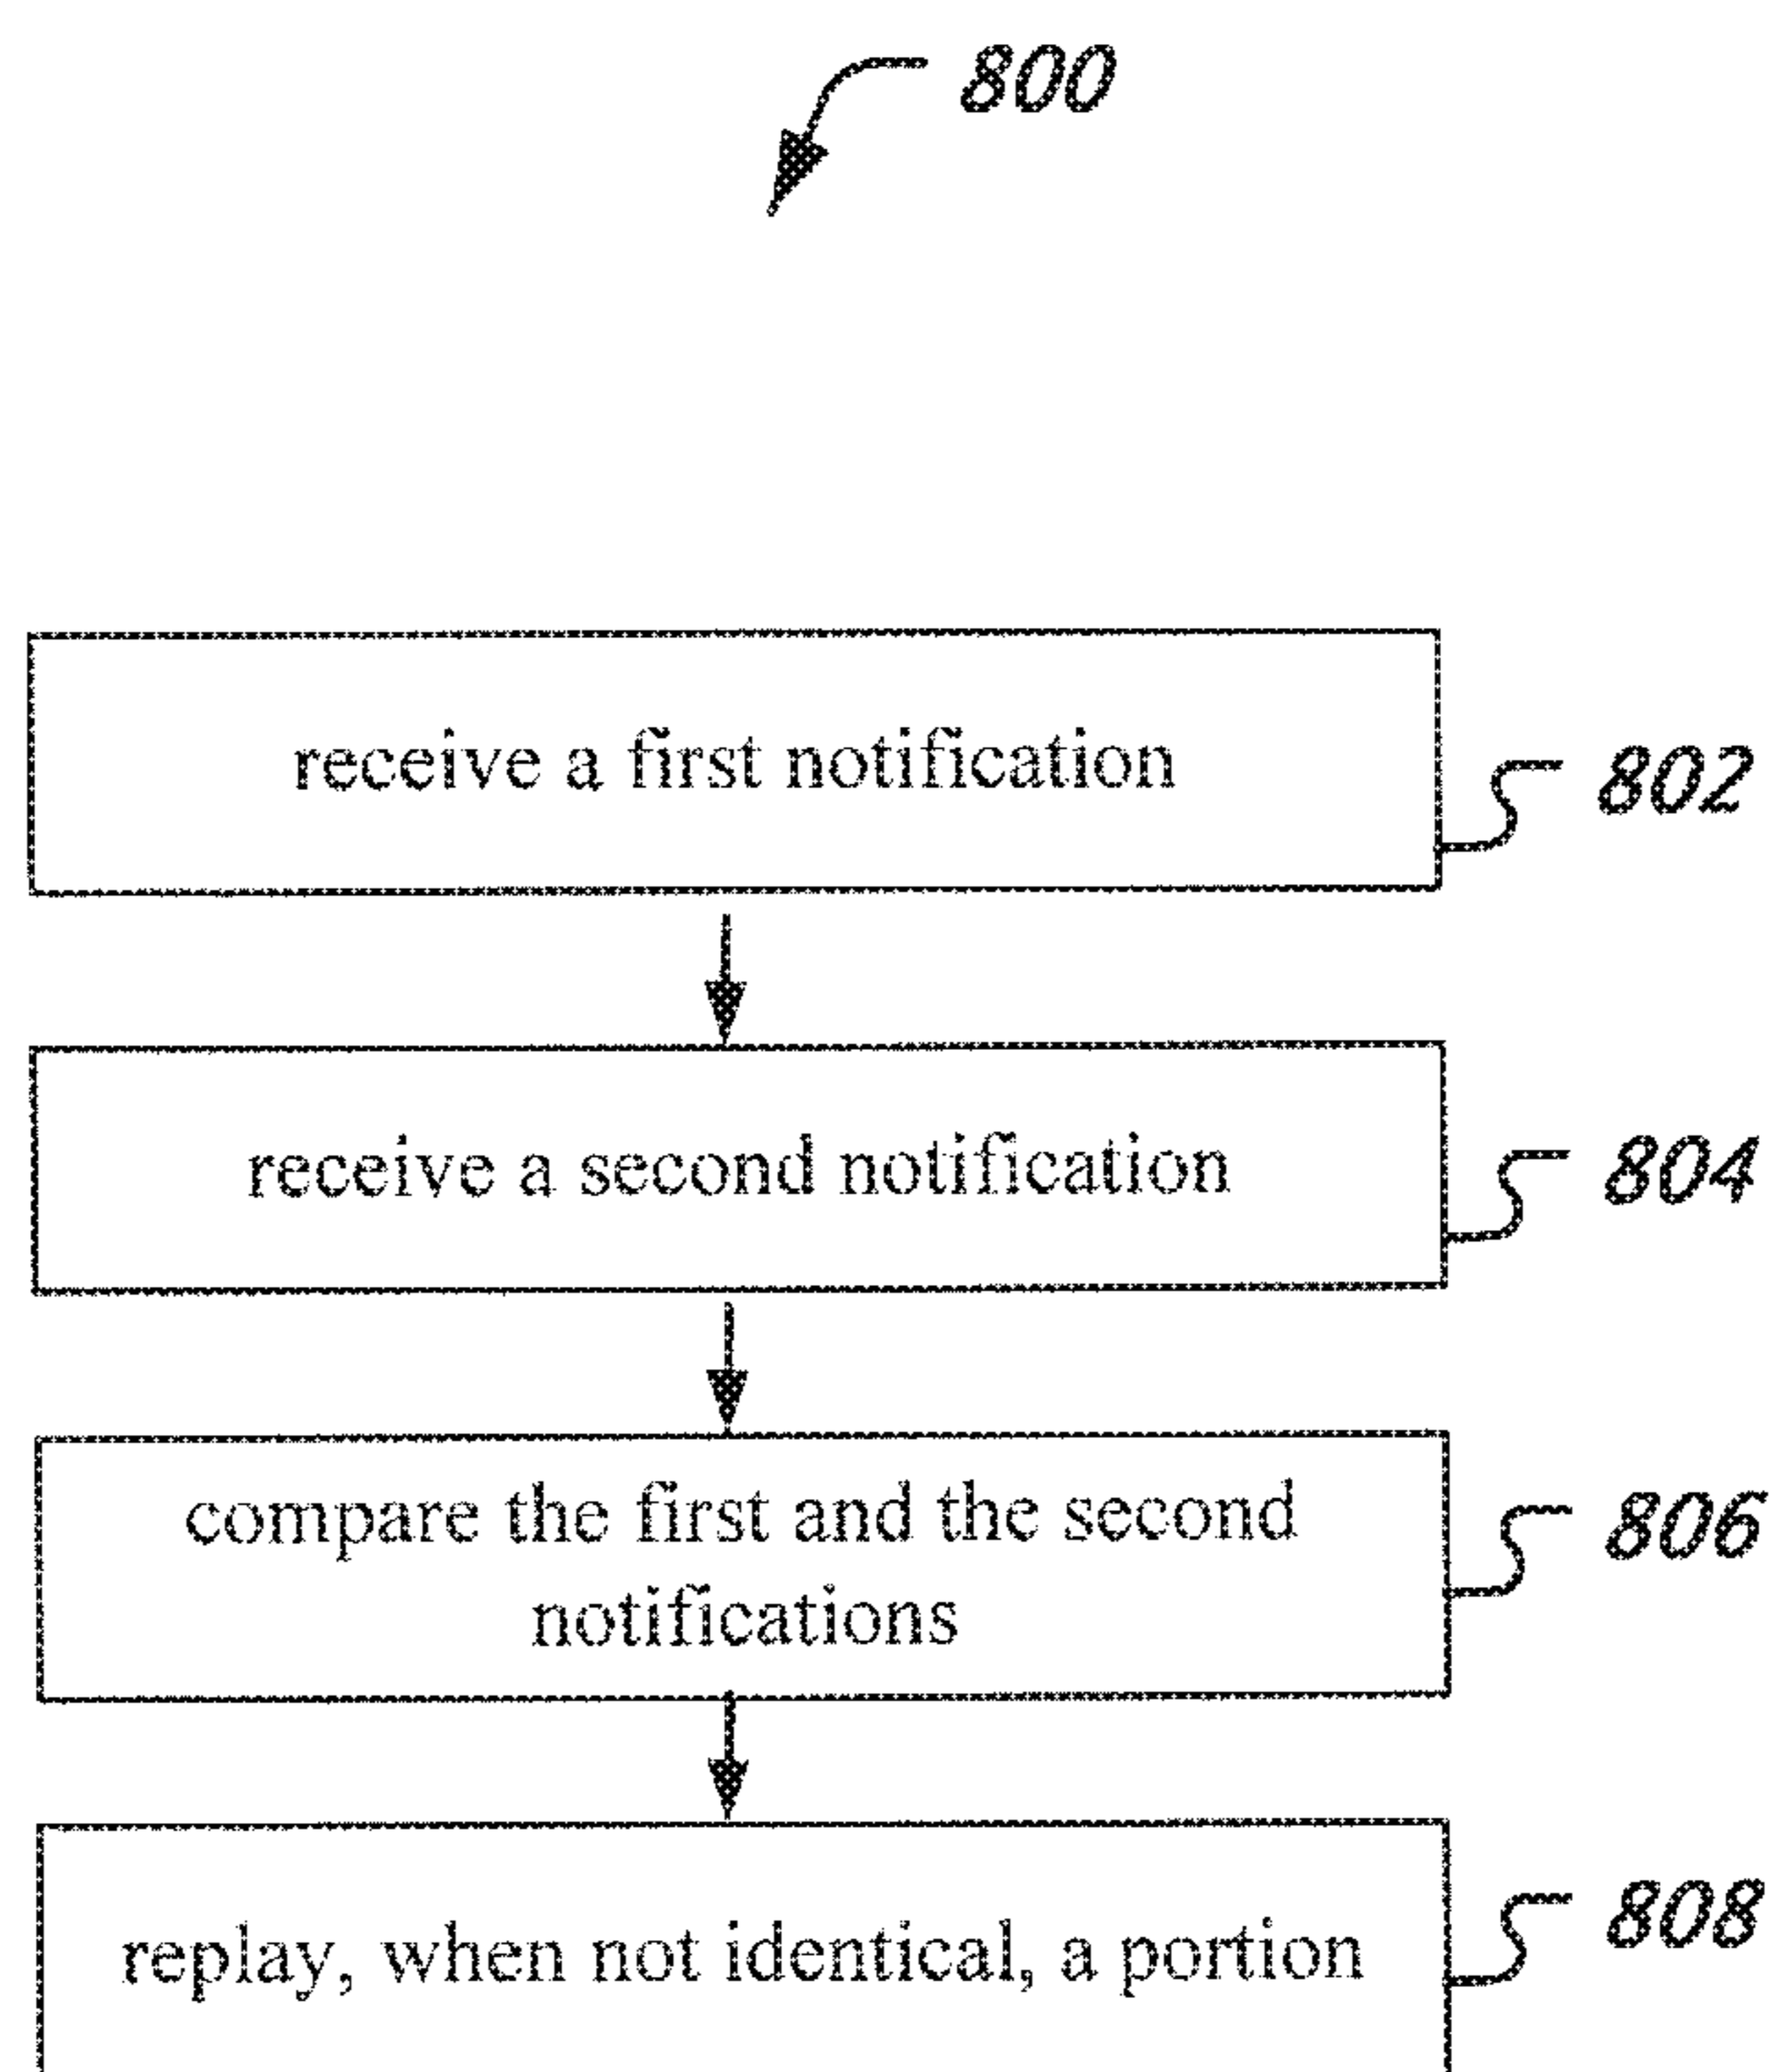 800
receive a first notification
802
receive a second notification
804
compare the first and the second
notifications
806
replay, when not identical, a portion
808